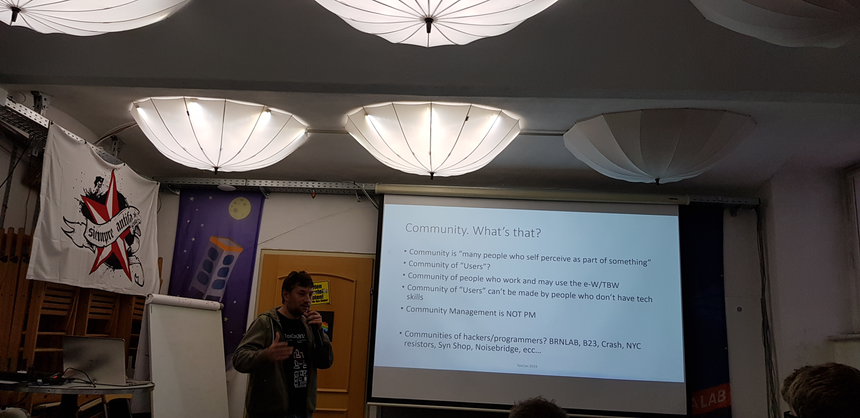 siempre antifa
Community. What's that?
• Community is "many people who self perceive as part of something"
• Community of "Users"?
• Community of people who work and may use the e-W/TBW
• Community of "Users" can't be made by people who don't have tech
skills
• Community Management is NOT PM
• Communities of hackers/programmers? BRNLAB, B23, Crash, NYC
resistors, Syn Shop, Noisebridge, ecc...
LAB